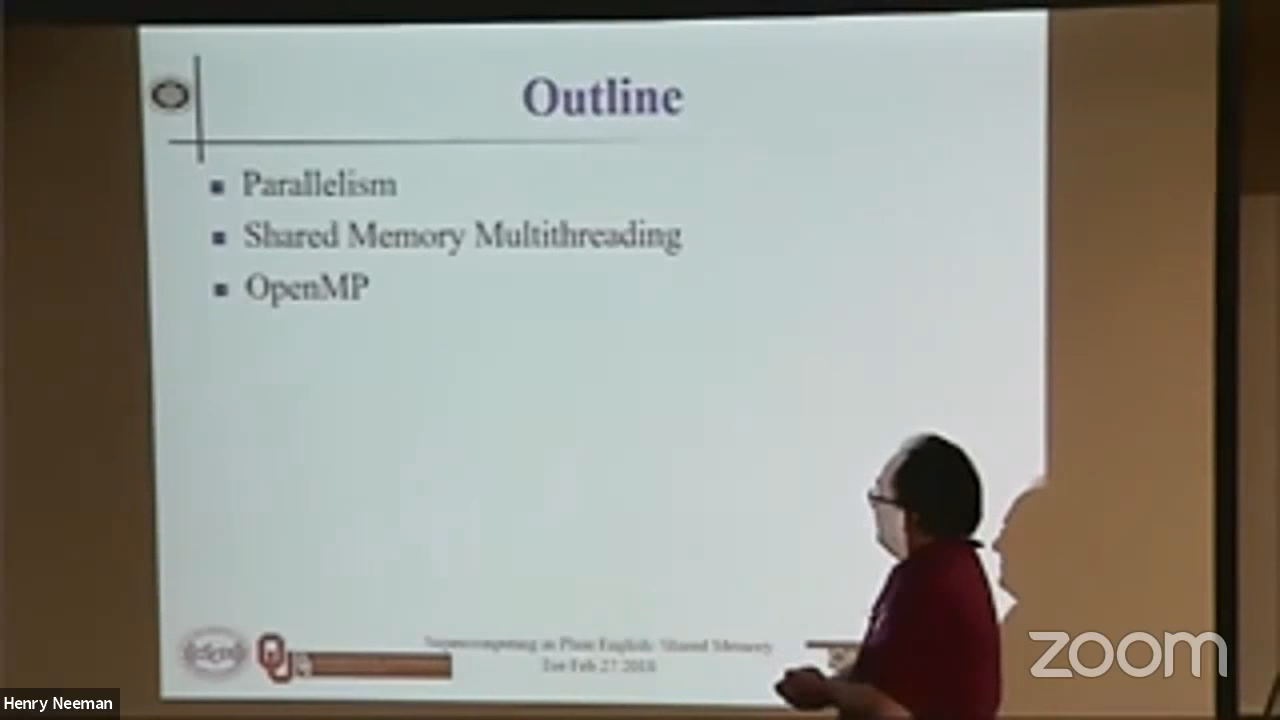 Outline
Parallelism
Shared Memory Multithreading
OpenMP
Supercomputing in Plain English: Shared Memory
Tue Feb 27 2018
OU
zoom
Henry Neeman